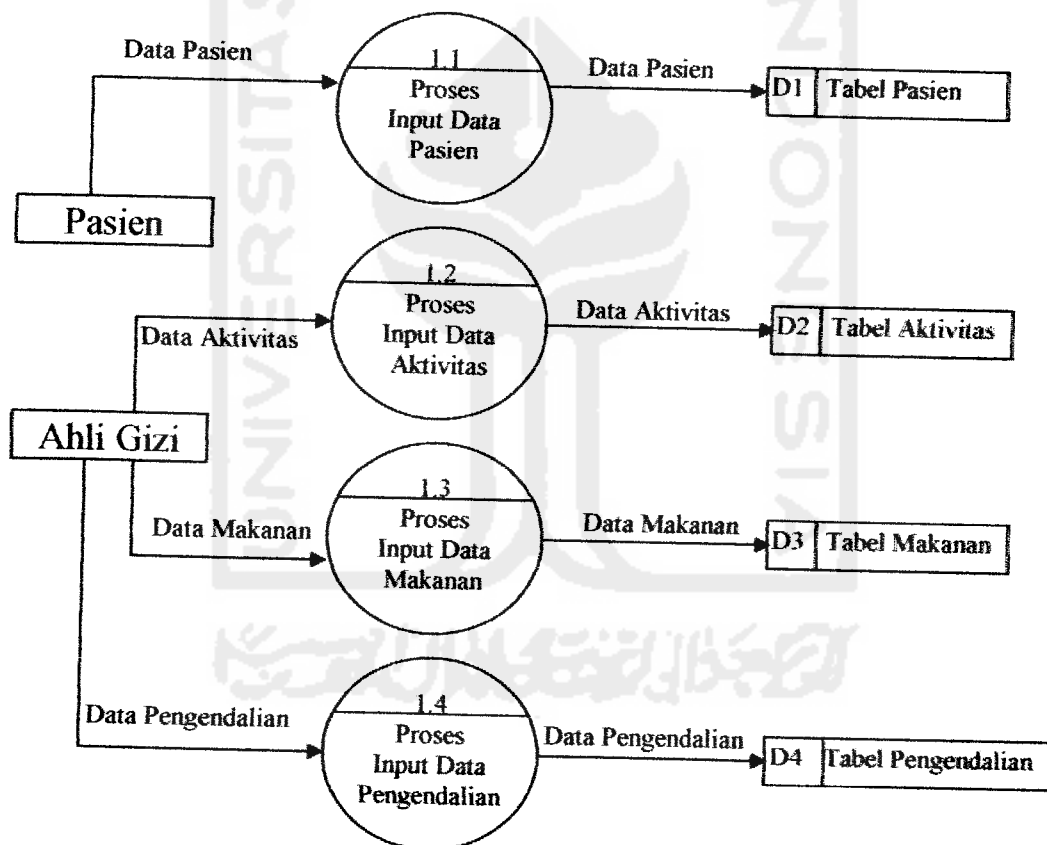 Data Pasien
1.1
Proses
Input Data
Pasien
Data Pasien
D1 Tabel Pasien
Pasien
1.2
Proses
Input Data
Aktivitas
Data Aktivitas
Data Aktivitas
D2 Tabel Aktivitas
Ahli Gizi
1.3
Proses
Input Data
Makanan
Data Makanan
Data Makanan
D3 Tabel Makanan
1.4
Proses
Input Data
Pengendalian
Data Pengendalian
Data Pengendalian
D4 Tabel Pengendalian